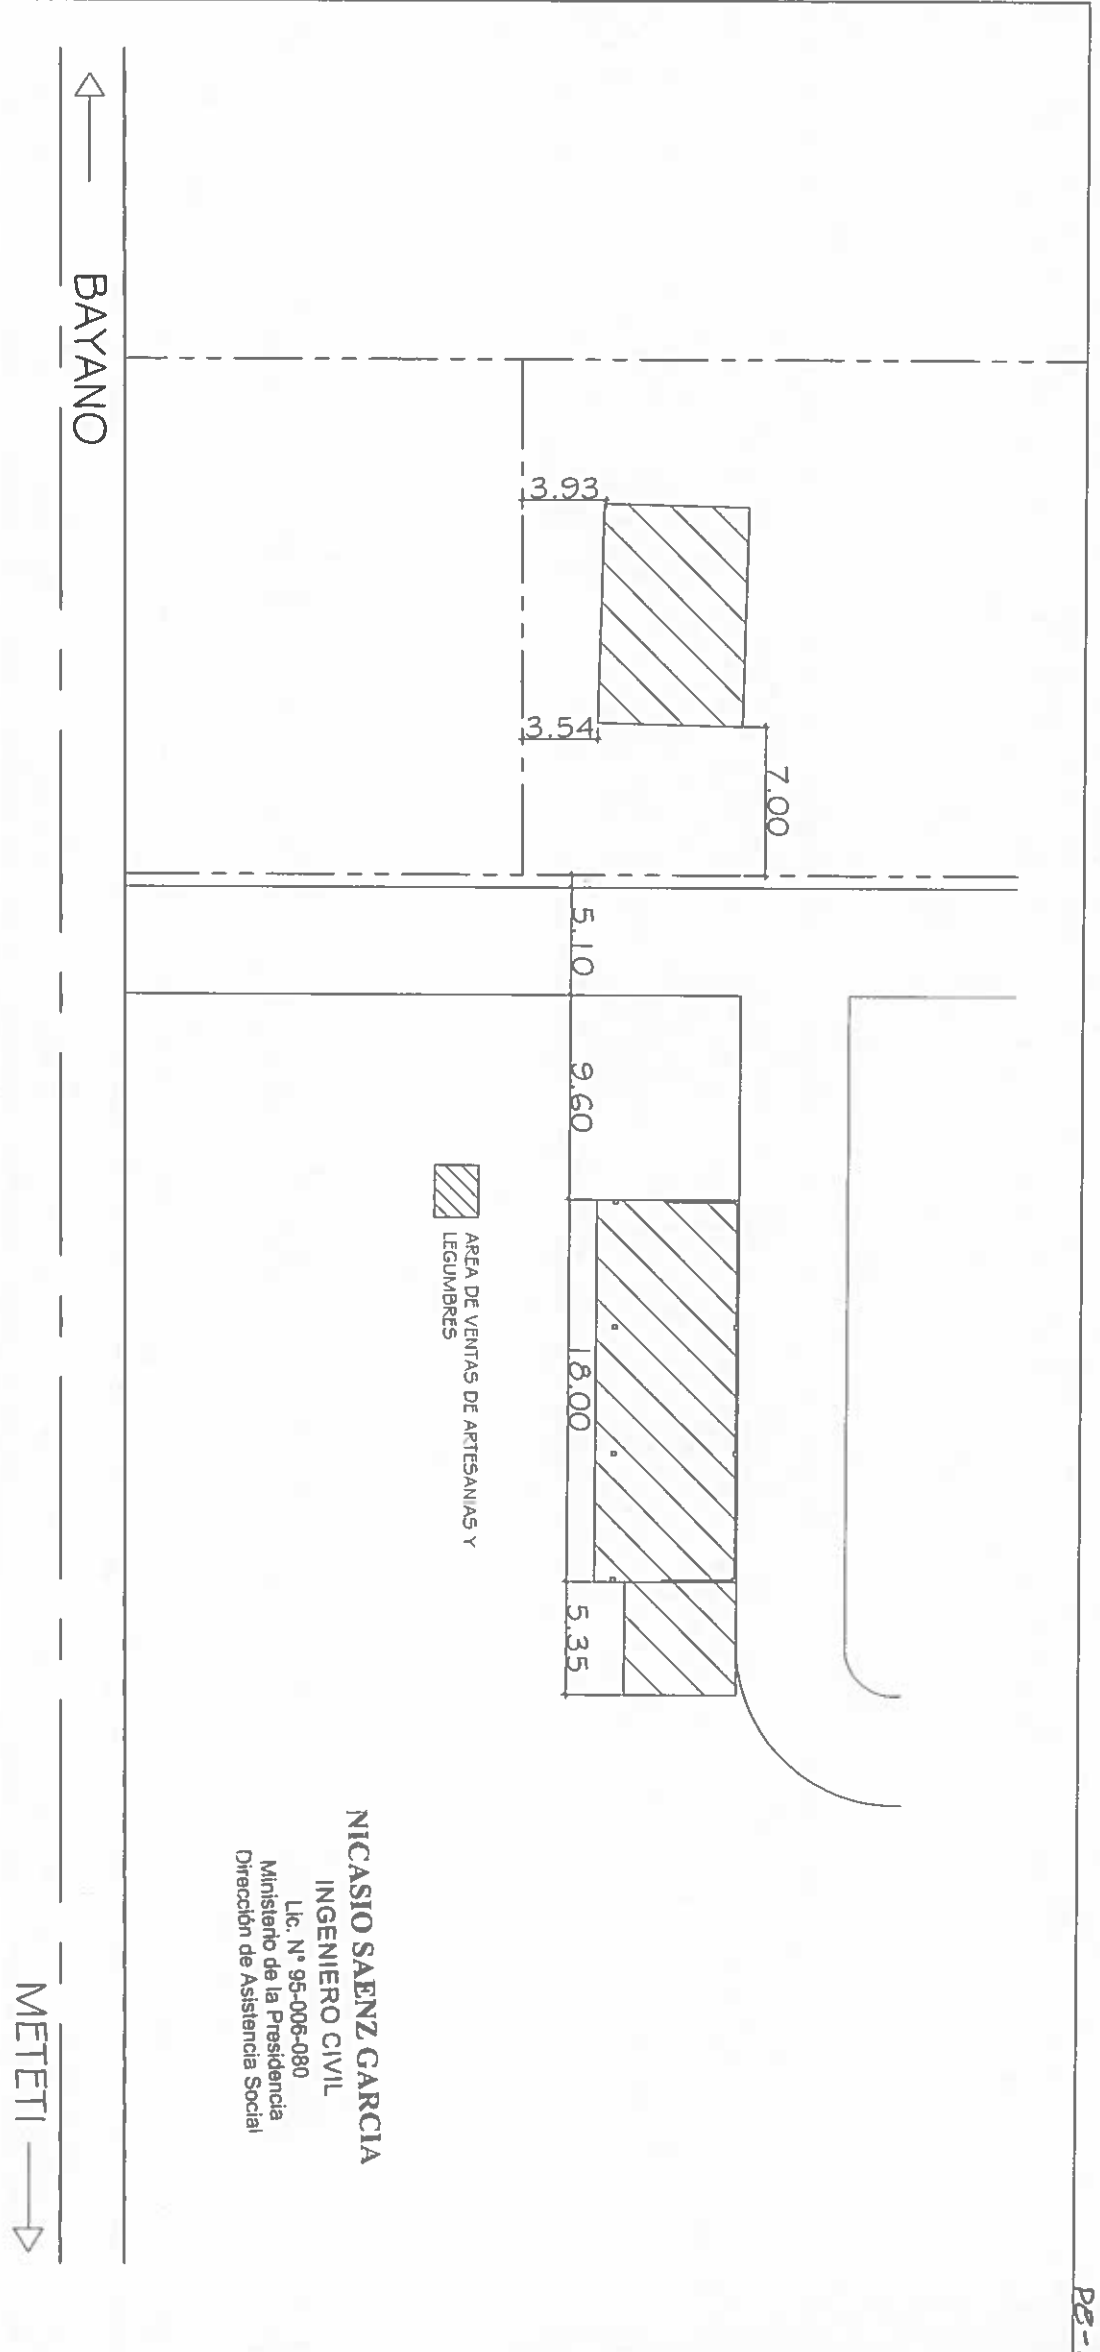 PB-
7.00
3.93
3.54
5.10
9.60
18.00
5.35
AREA DE VENTAS DE ARTESANIAS Y
LEGUMBRES
NICASIO SAENZ GARCIA
INGENIERO CIVIL
Lic. N° 95-006-080
Ministerio de la Presidencia
Dirección de Asistencia Social
BAYANO
METETI